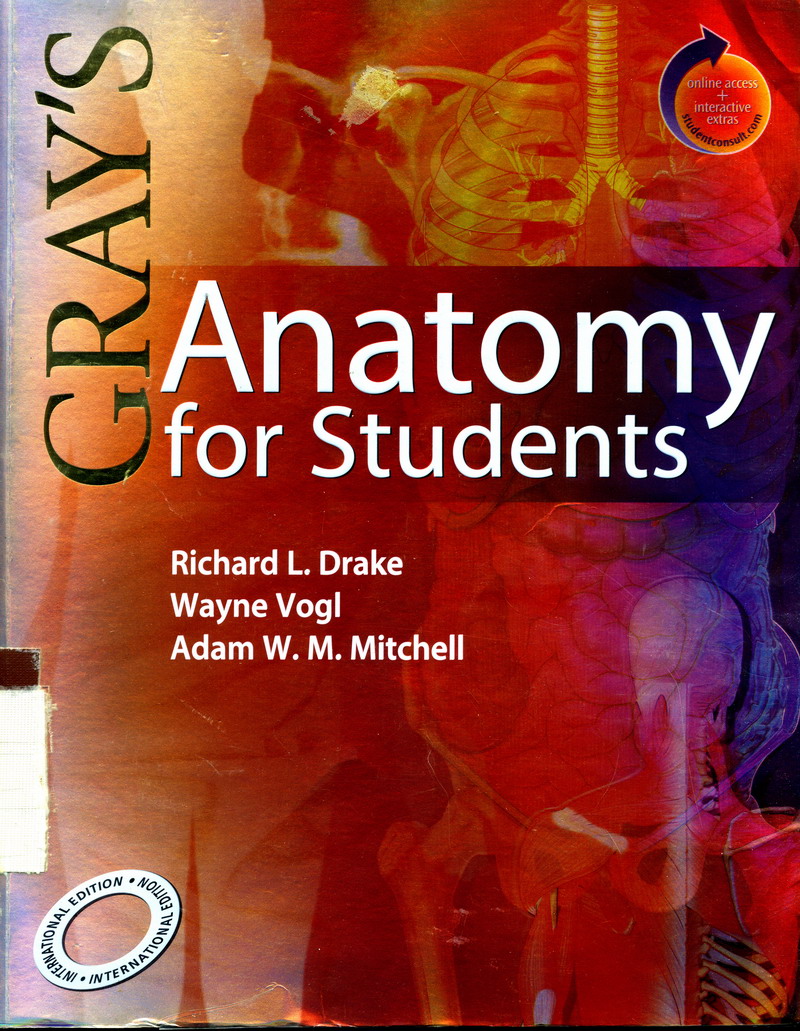 GRAY'S
Anatomy
for Students
Richard L. Drake
Wayne Vogl
Adam W. M. Mitchell
online access
+
interactive
extras
studentconsult.com
INTERNATIONAL EDITION • INTERNATIONAL EDITION •